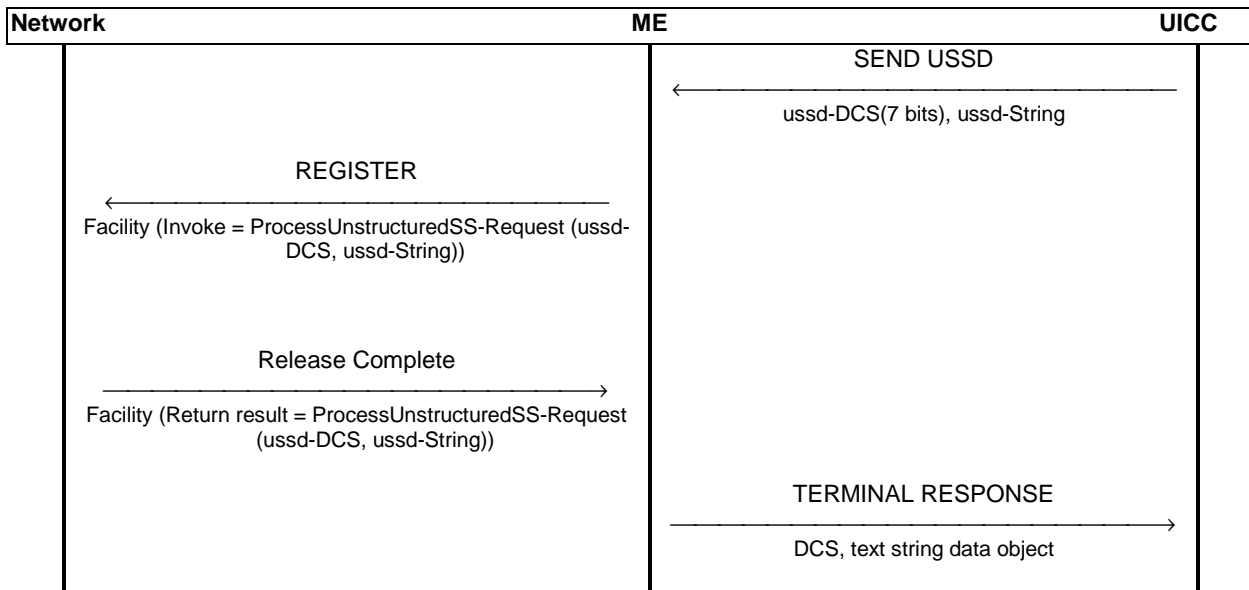 Network ME UICC
SEND USSD
ussd-DCS(7 bits), ussd-String
REGISTER
Facility (Invoke = ProcessUnstructuredSS-Request (ussd-
DCS, ussd-String))
Release Complete
Facility (Return result = ProcessUnstructuredSS-Request
(ussd-DCS, ussd-String))
TERMINAL RESPONSE
DCS, text string data object